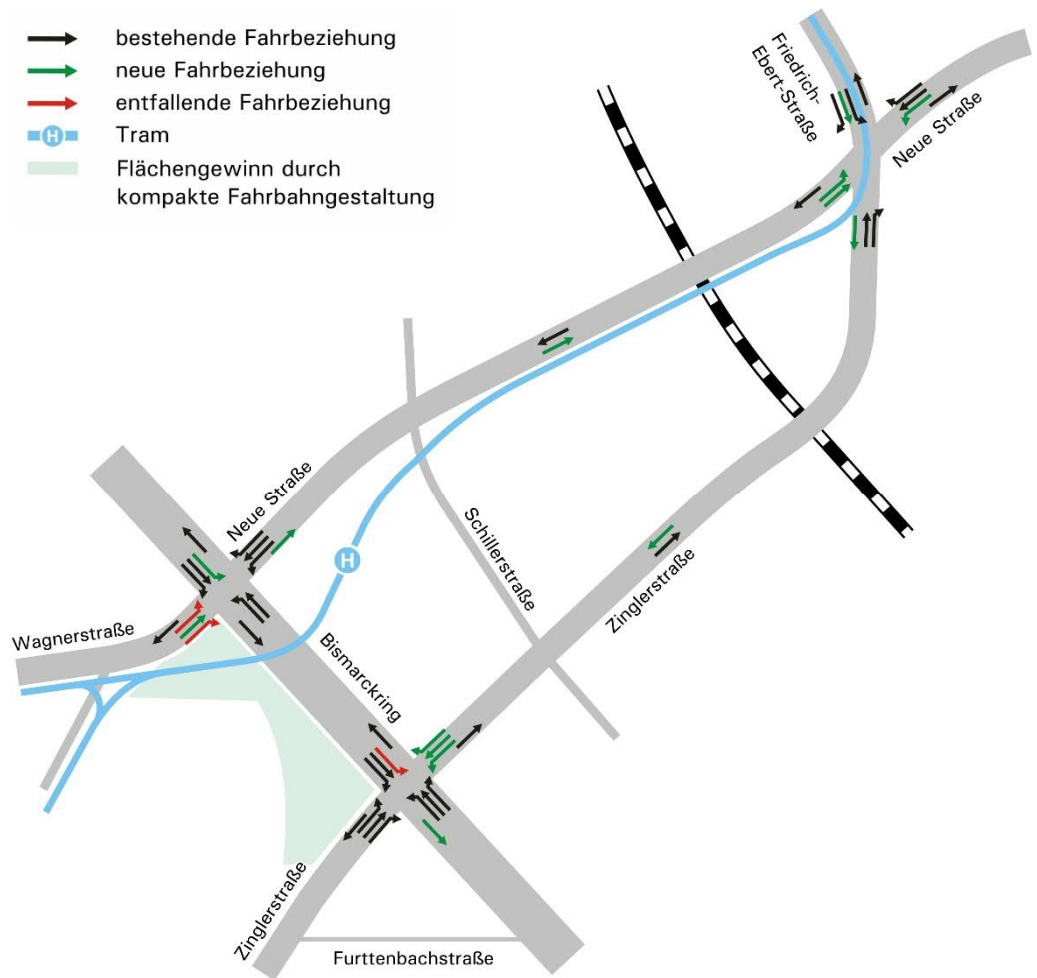 bestehende Fahrbeziehung
neue Fahrbeziehung
entfallende Fahrbeziehung
H Tram
Flächengewinn durch
kompakte Fahrbahngestaltung
Friedrich-
Ebert-Straße
Neue Straße
Neue Straße
Schillerstraße
H
Zinglerstraße
Wagnerstraße
Bismarckring
Zinglerstraße
Furttenbachstraße